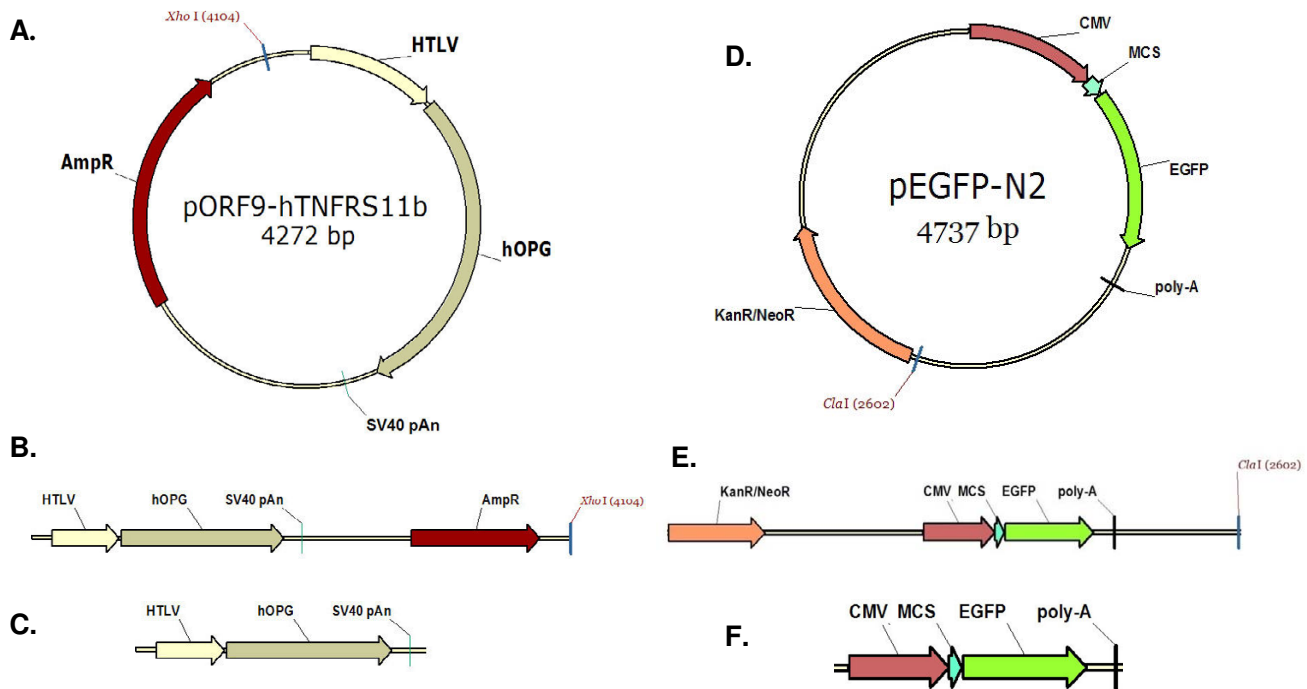 A.
Xho I (4104)
HTLV
AmpR
pORF9-hTNFRS11b
4272 bp
hOPG
SV40 pAn
B.
HTLV
hOPG
SV40 pAn
AmpR
Xho I (4104)
C.
HTLV
hOPG
SV40 pAn
D.
CMV
MCS
EGFP
pEGFP-N2
4737 bp
poly-A
KanR/NeoR
ClaI (2602)
E.
KanR/NeoR
CMV
MCS
EGFP
poly-A
ClaI (2602)
F.
CMV
MCS
EGFP
poly-A